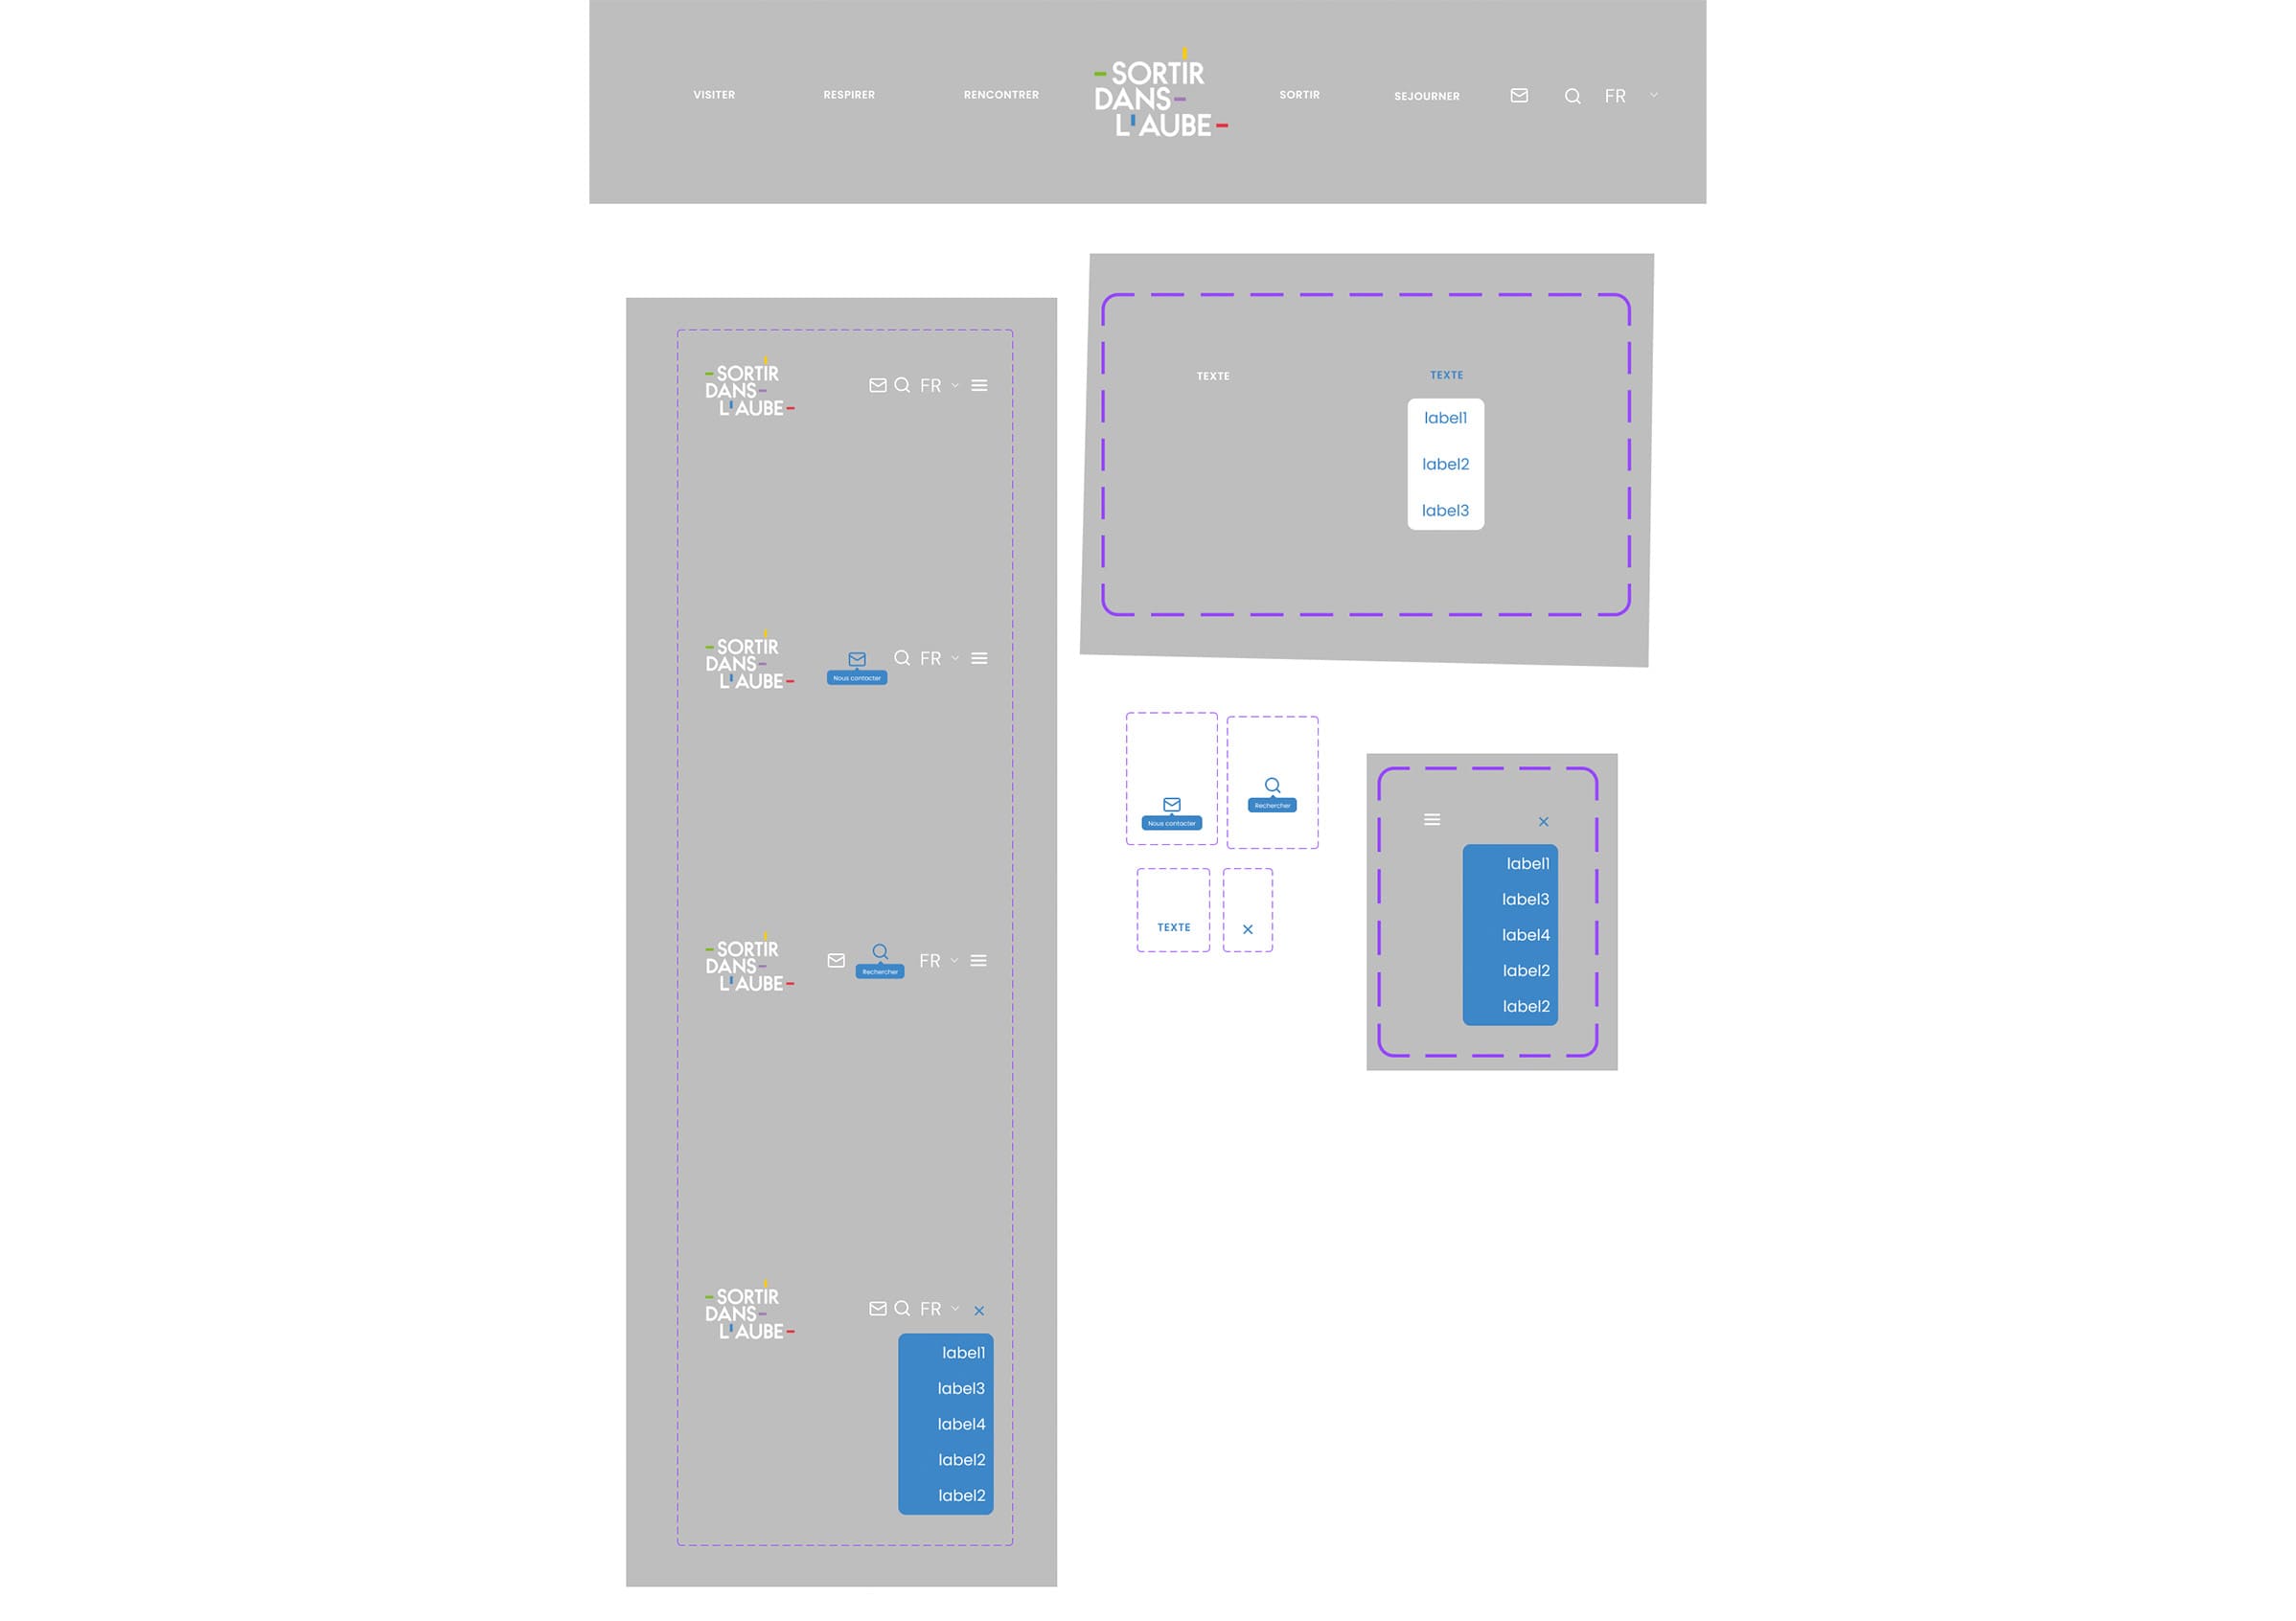 VISITER
RESPIRER
RENCONTRER
SORTIR
DANS
L'AUBE
SORTIR
SEJOURNER
FR
SORTIR
DANS
L'AUBE
FR
SORTIR
DANS
L'AUBE
Nous contacter
FR
SORTIR
DANS
L'AUBE
Rechercher
FR
SORTIR
DANS
L'AUBE
FR
label1
label3
label4
label2
label2
TEXTE
TEXTE
label1
label2
label3
Nous contacter
Rechercher
TEXTE
label1
label3
label4
label2
label2